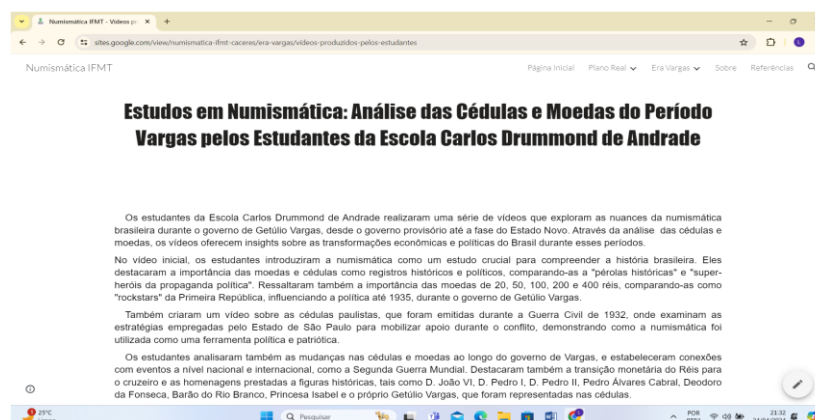 Numismática IFMT - Vídeos p
sites.google.com/view/numismatica-ifmt-caceres/era-vargas/vídeos-produzidos-pelos-estudantes
Numismática IFMT
Página Inicial Plano Real Era Vargas Sobre Referências
Estudos em Numismática: Análise das Cédulas e Moedas do Período
Vargas pelos Estudantes da Escola Carlos Drummond de Andrade
Os estudantes da Escola Carlos Drummond de Andrade realizaram uma série de vídeos que exploram as nuances da numismática
brasileira durante o governo de Getúlio Vargas, desde o governo provisório até a fase do Estado Novo. Através da análise das cédulas e
moedas, os vídeos oferecem insights sobre as transformações econômicas e políticas do Brasil durante esses períodos.
No vídeo inicial, os estudantes introduziram a numismática como um estudo crucial para compreender a história brasileira. Eles
destacaram a importância das moedas e cédulas como registros históricos e políticos, comparando-as a "pérolas históricas" e "super-
heróis da propaganda política". Ressaltaram também a importância das moedas de 20, 50, 100, 200 e 400 réis, comparando-as como
"rockstars" da Primeira República, influenciando a política até 1935, durante o governo de Getúlio Vargas.
Também criaram um vídeo sobre as cédulas paulistas, que foram emitidas durante a Guerra Civil de 1932, onde examinam as
estratégias empregadas pelo Estado de São Paulo para mobilizar apoio durante o conflito, demonstrando como a numismática foi
utilizada como uma ferramenta política e patriótica.
Os estudantes analisaram também as mudanças nas cédulas e moedas ao longo do governo de Vargas, e estabeleceram conexões
com eventos a nível nacional e internacional, como a Segunda Guerra Mundial. Destacaram também a transição monetária do Réis para
o cruzeiro e as homenagens prestadas a figuras históricas, tais como D. João VI, D. Pedro I, D. Pedro II, Pedro Álvares Cabral, Deodoro
da Fonseca, Barão do Rio Branco, Princesa Isabel e o próprio Getúlio Vargas, que foram representadas nas cédulas.
25°C
Pesquisar
POR
21:32